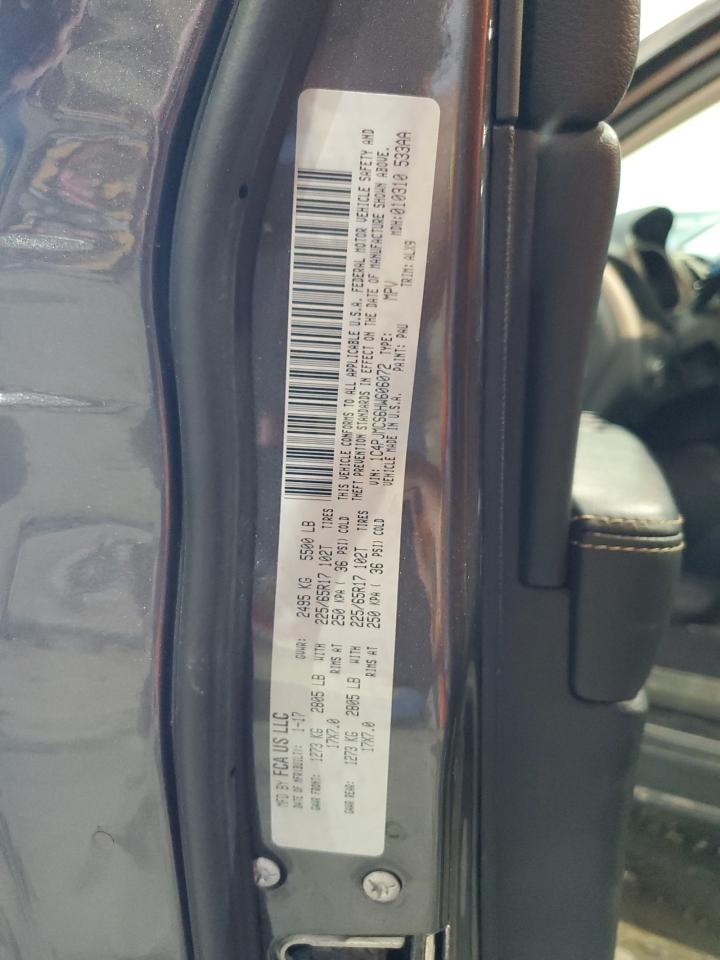 MFD BY FCA US LLC
DATE OF MFR(BUILT): 1-17 GVWR: 2495 KG 5500 LB
GAWR FRONT: 1273 KG 2805 LB WITH 225/65R17 102T TIRES
17X7.0 RIMS AT 250 KPA ( 36 PSI) COLD
GAWR REAR: 1273 KG 2805 LB WITH 225/65R17 102T TIRES
17X7.0 RIMS AT 250 KPA ( 36 PSI) COLD
THIS VEHICLE CONFORMS TO ALL APPLICABLE U.S.A. FEDERAL MOTOR VEHICLE SAFETY AND
THEFT PREVENTION STANDARDS IN EFFECT ON THE DATE OF MANUFACTURE SHOWN ABOVE.
VIN: 1C4PJMCS6HW606072 TYPE: MPV MDH:010310 533AA
VEHICLE MADE IN U.S.A. PAINT: PAU TRIM: ALX9